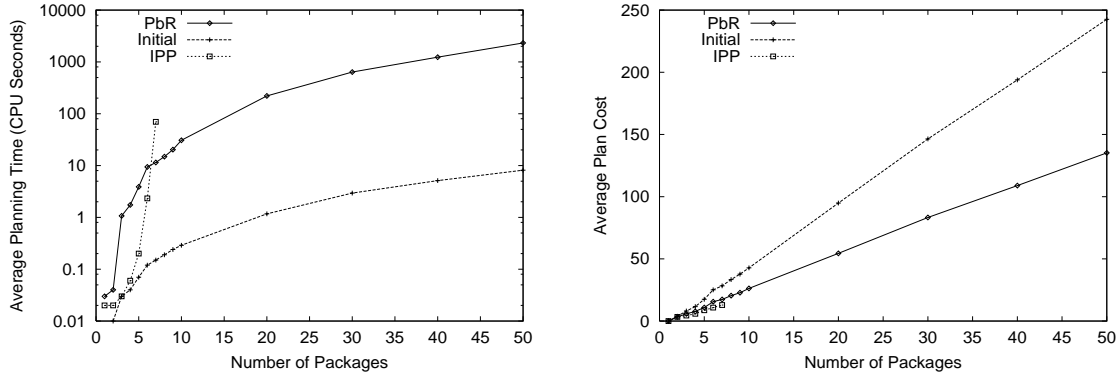 Average Planning Time (CPU Seconds)
10000
1000
100
10
1
0.1
0.01
PbR
Initial
IPP
0 5 10 15 20 25 30 35 40 45 50
Number of Packages
Average Plan Cost
250
200
150
100
50
0
PbR
Initial
IPP
0 5 10 15 20 25 30 35 40 45 50
Number of Packages